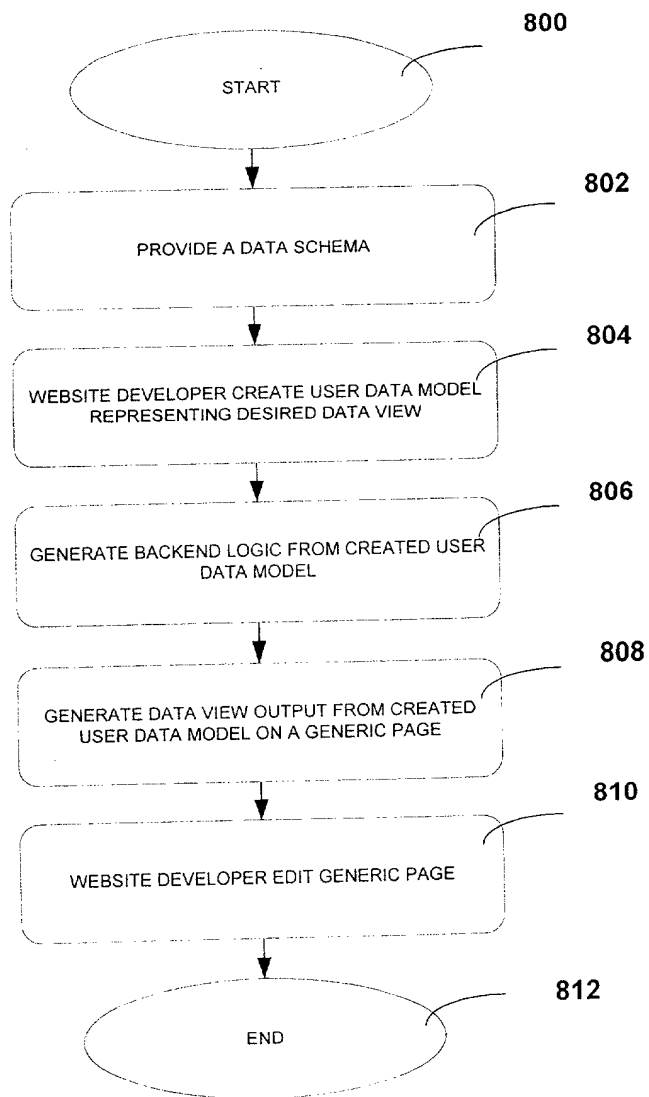 800
START
802
PROVIDE A DATA SCHEMA
804
WEBSITE DEVELOPER CREATE USER DATA MODEL
REPRESENTING DESIRED DATA VIEW
806
GENERATE BACKEND LOGIC FROM CREATED USER
DATA MODEL
808
GENERATE DATA VIEW OUTPUT FROM CREATED
USER DATA MODEL ON A GENERIC PAGE
810
WEBSITE DEVELOPER EDIT GENERIC PAGE
812
END